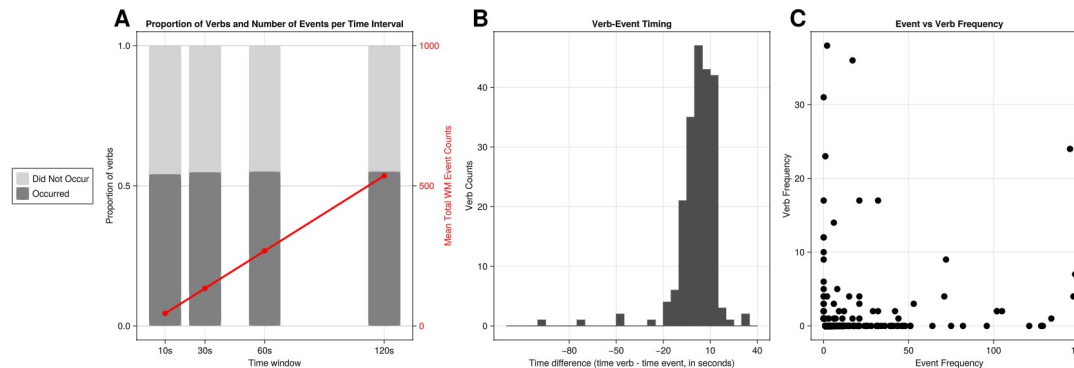 A
Proportion of Verbs and Number of Events per Time Interval
1.0
0.5
0.0
Proportion of verbs
Did Not Occur
Occurred
10s
30s
60s
120s
Time window
1000
500
0
Mean Total WM Event Counts
B
Verb-Event Timing
40
30
20
10
0
Verb Counts
−80
−50
−20
10
40
Time difference (time verb - time event, in seconds)
C
Event vs Verb Frequency
30
20
10
0
Verb Frequency
0
50
100
Event Frequency